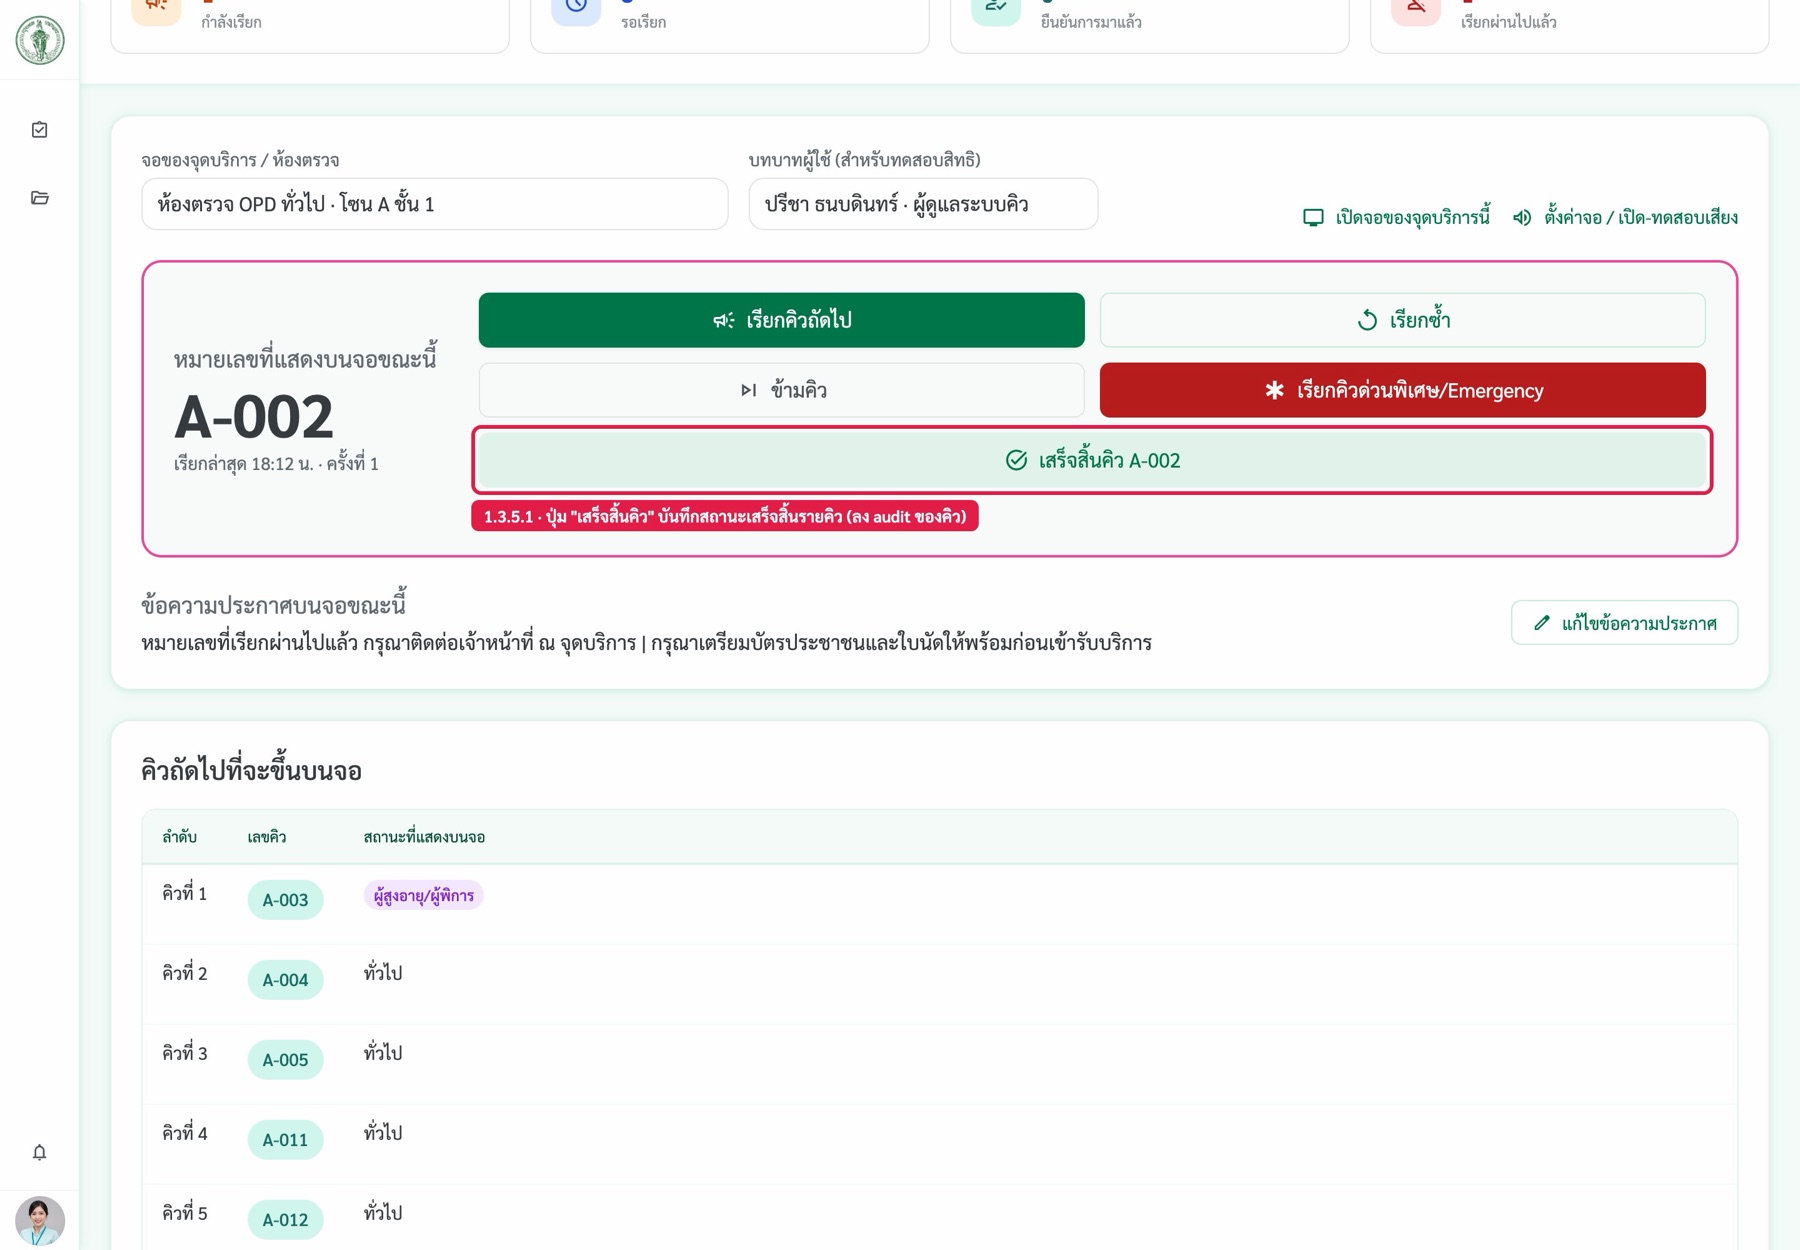 กำลังเรียก
รอเรียก
ยืนยันการมาแล้ว
เรียกผ่านไปแล้ว
จอของจุดบริการ / ห้องตรวจ
บทบาทผู้ใช้ (สำหรับทดสอบสิทธิ)
ห้องตรวจ OPD ทั่วไป · โซน A ชั้น 1
ปรีชา ธนบดินทร์ · ผู้ดูแลระบบคิว
เปิดจอของจุดบริการนี้
ตั้งค่าจอ / เปิด-ทดสอบเสียง
หมายเลขที่แสดงบนจอขณะนี้
A-002
เรียกล่าสุด 18:12 น. · ครั้งที่ 1
เรียกคิวถัดไป
เรียกซ้ำ
ข้ามคิว
เรียกคิวด่วนพิเศษ/Emergency
เสร็จสิ้นคิว A-002
1.3.5.1 · ปุ่ม "เสร็จสิ้นคิว" บันทึกสถานะเสร็จสิ้นรายคิว (ลง audit ของคิว)
ข้อความประกาศบนจอขณะนี้
หมายเลขที่เรียกผ่านไปแล้ว กรุณาติดต่อเจ้าหน้าที่ ณ จุดบริการ | กรุณาเตรียมบัตรประชาชนและใบนัดให้พร้อมก่อนเข้ารับบริการ
แก้ไขข้อความประกาศ
คิวถัดไปที่จะขึ้นบนจอ
ลำดับ เลขคิว สถานะที่แสดงบนจอ
คิวที่ 1 A-003 ผู้สูงอายุ/ผู้พิการ
คิวที่ 2 A-004 ทั่วไป
คิวที่ 3 A-005 ทั่วไป
คิวที่ 4 A-011 ทั่วไป
คิวที่ 5 A-012 ทั่วไป